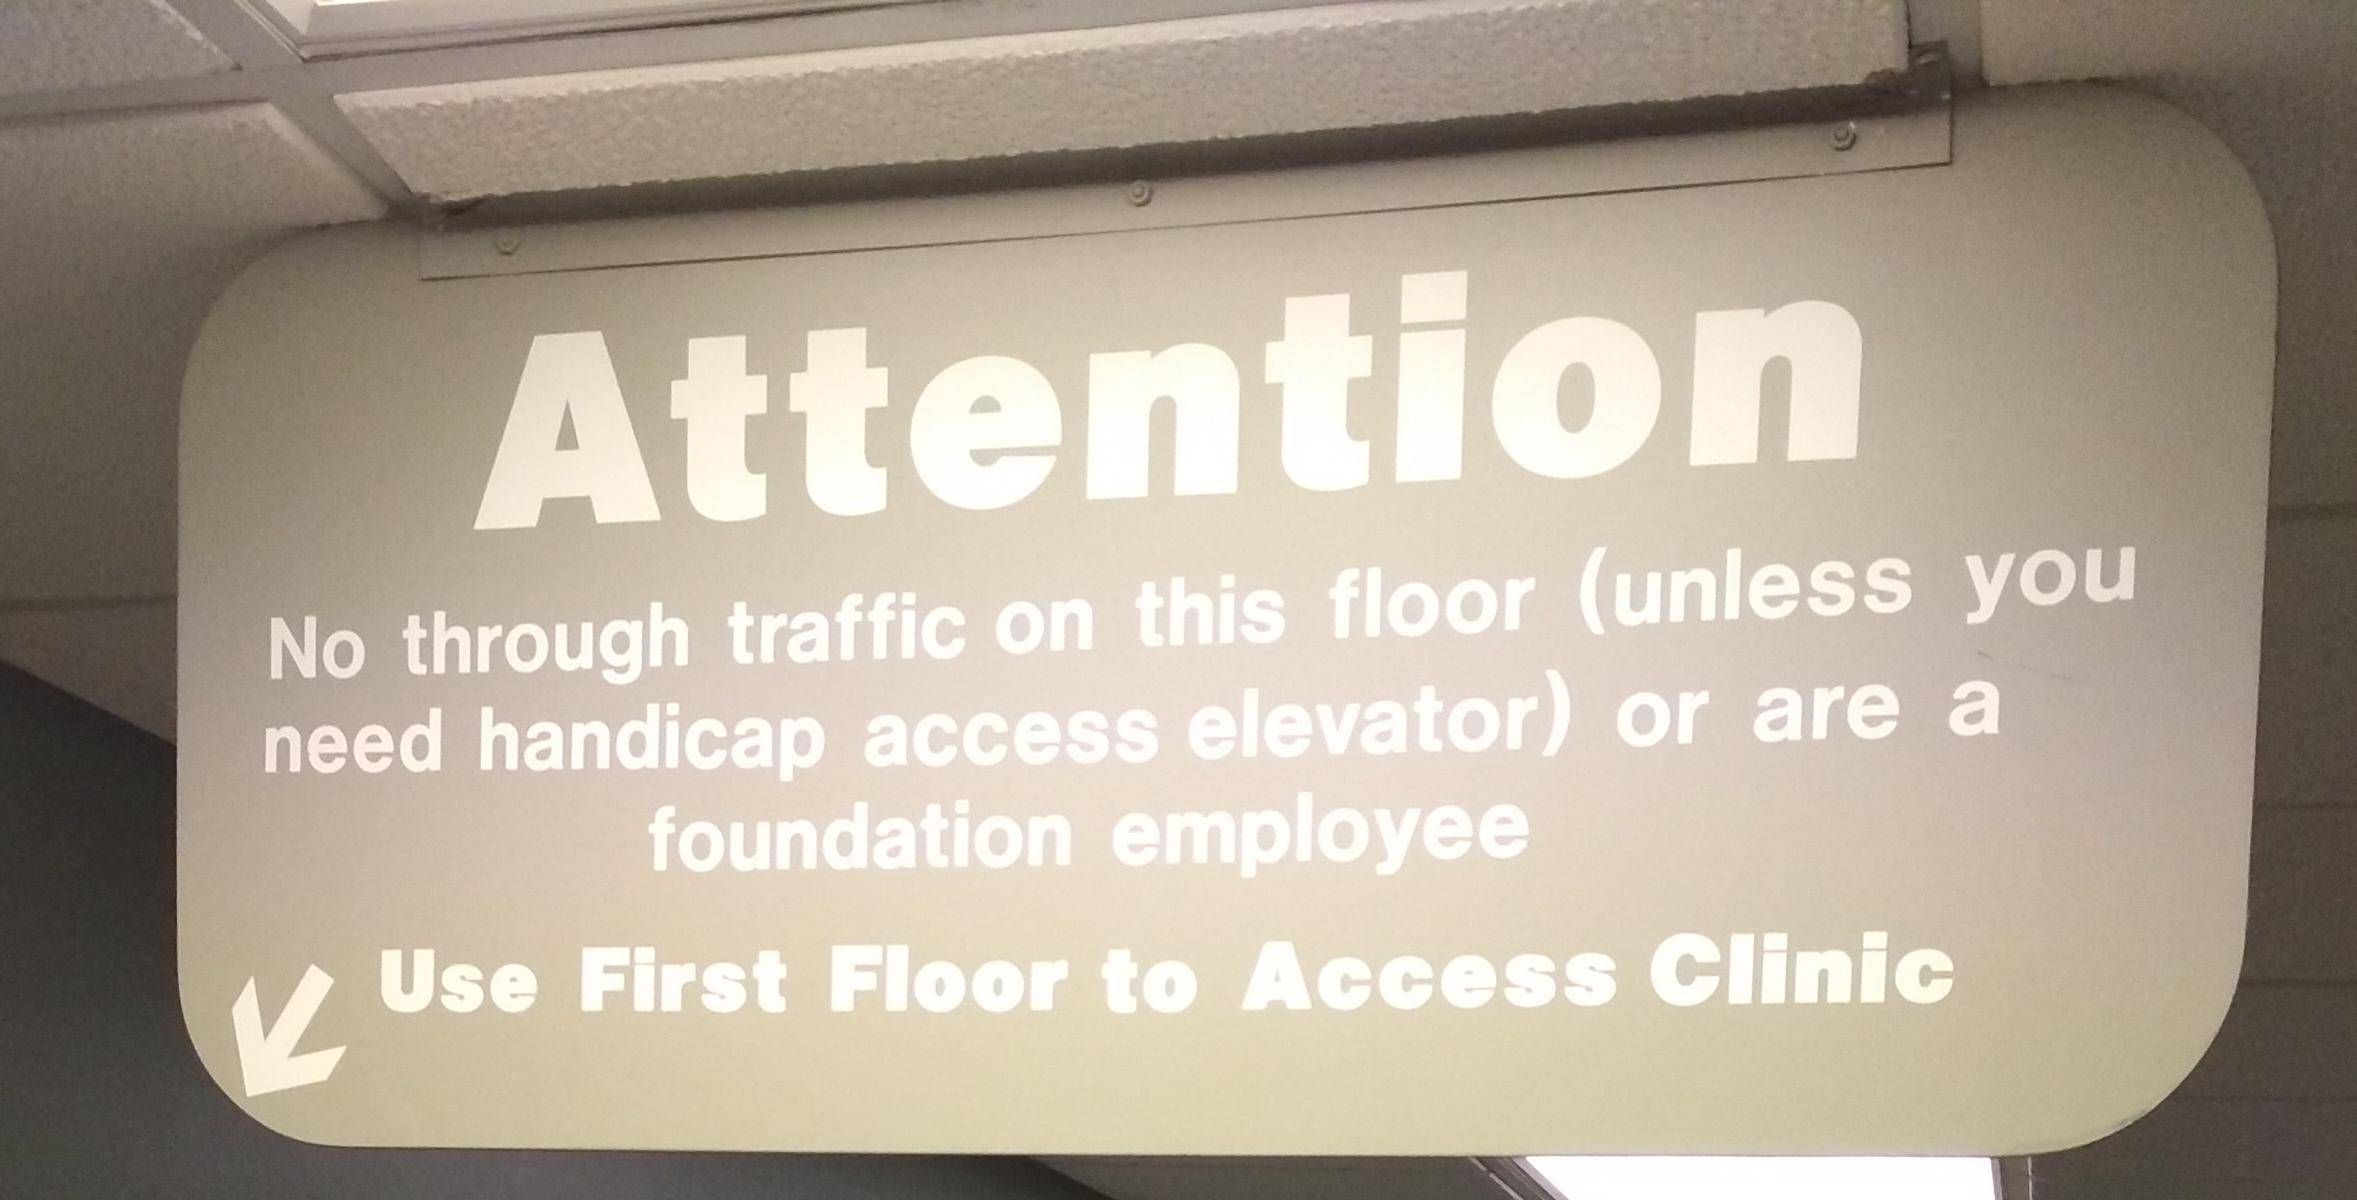 Attention
No through traffic on this floor (unless you
need handicap access elevator) or are a
foundation employee
Use First Floor to Access Clinic